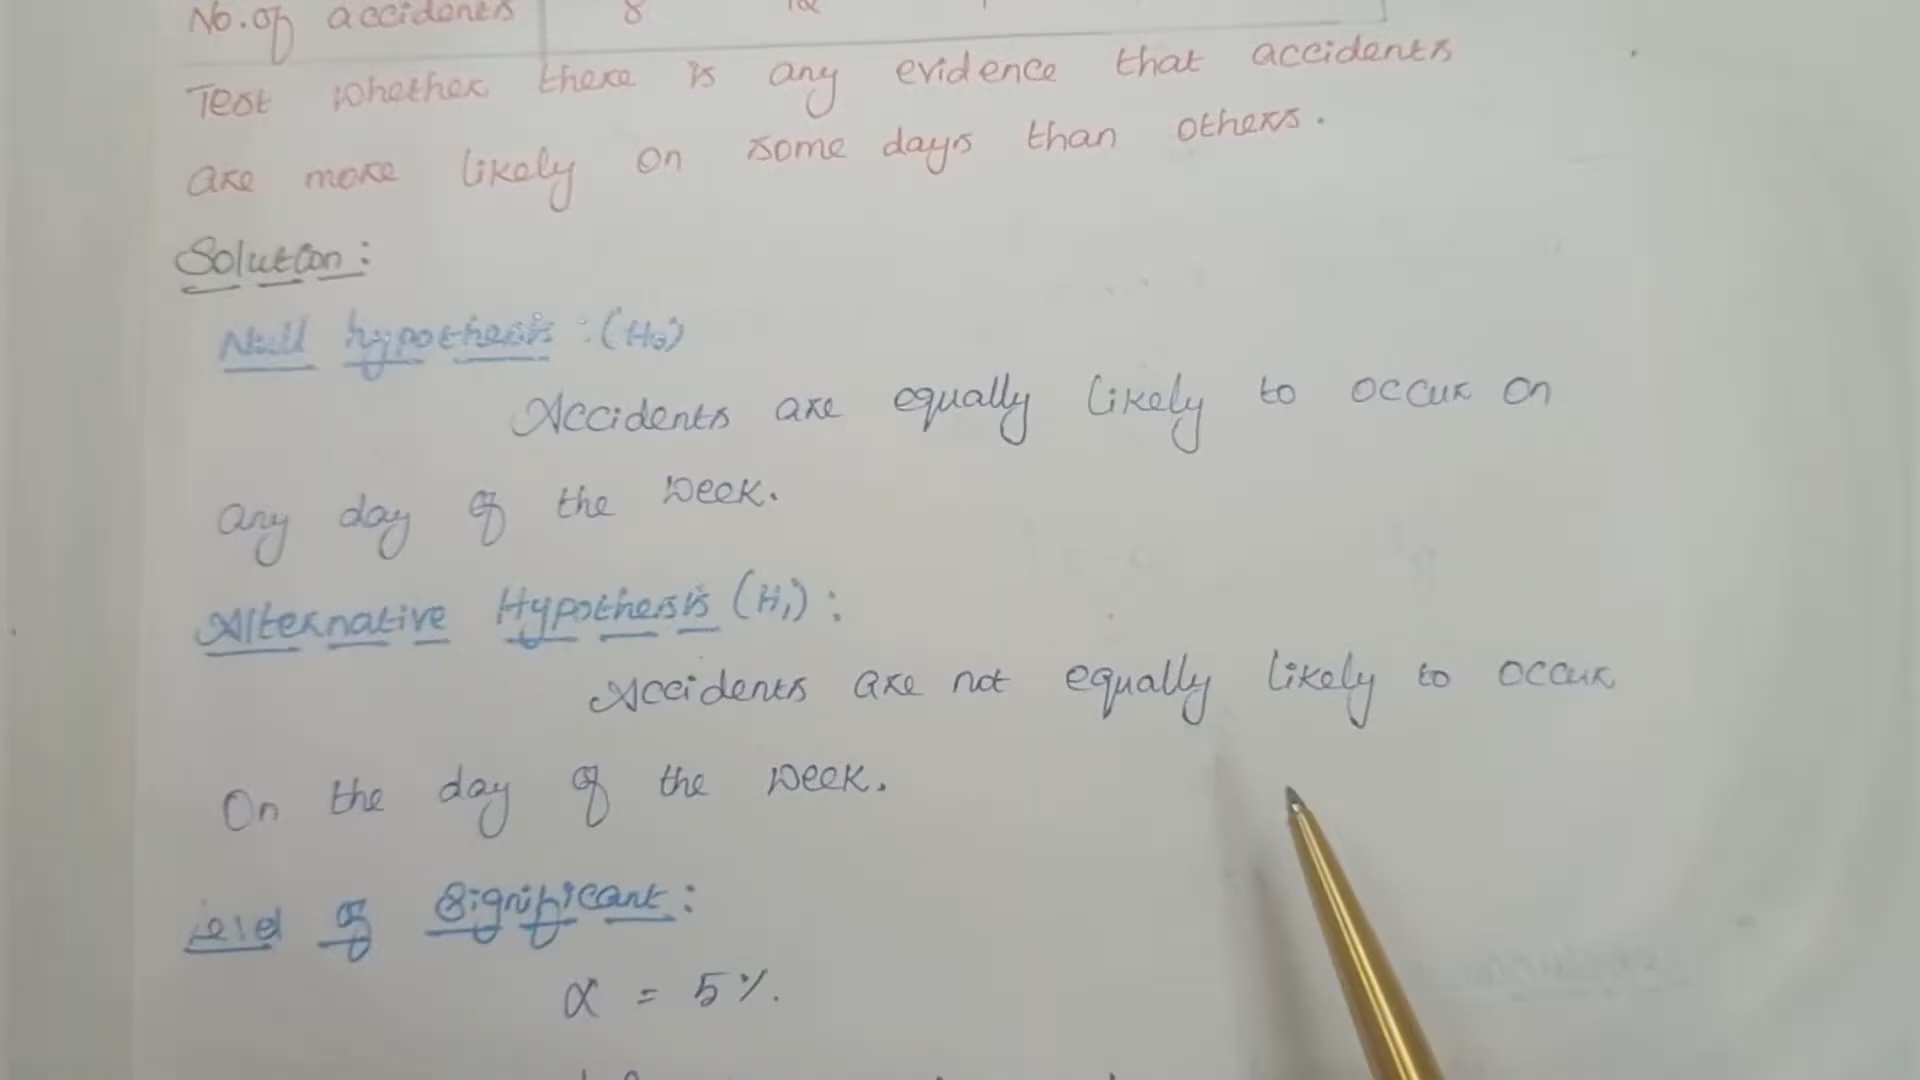 No. of accidents 8 12
Test whether there is any evidence that accidents
are more likely on some days than others.
Solution:
Null hypothesis : (H₀)
Accidents are equally likely to occur on
any day of the week.
Alternative Hypothesis (H₁) :
Accidents are not equally likely to occur
On the day of the week.
level of Significant :
α = 5%.